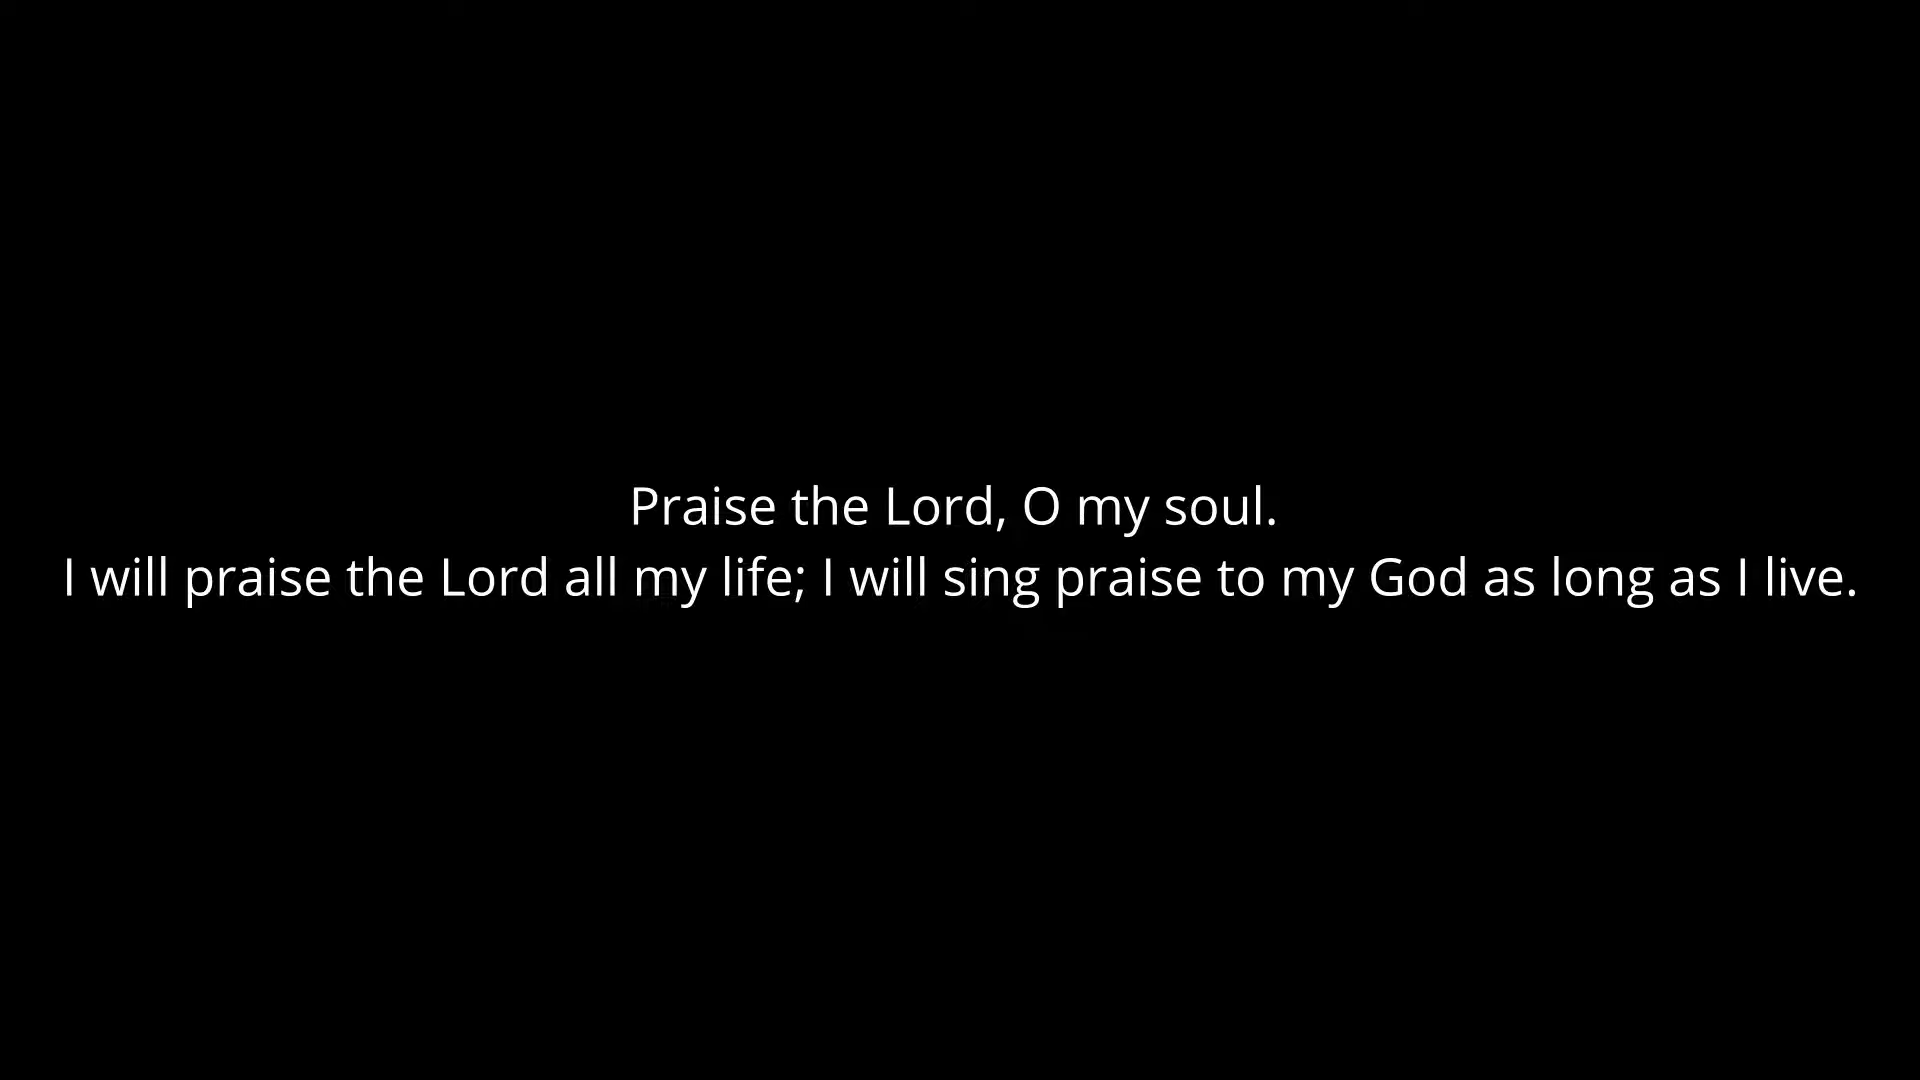 Praise the Lord, O my soul.
I will praise the Lord all my life; I will sing praise to my God as long as I live.